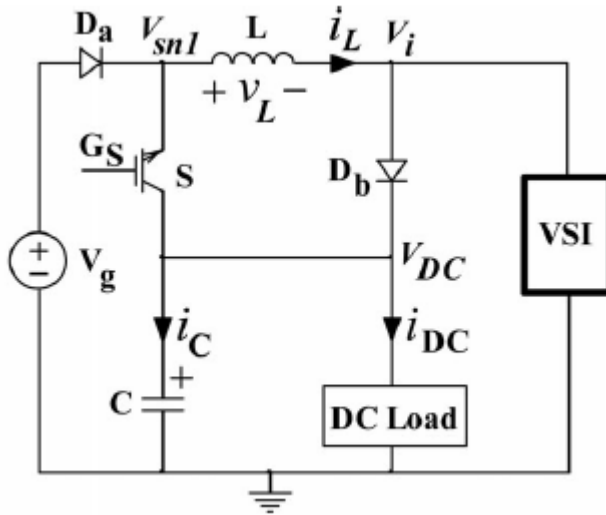 Da
Vsn1
L
iL
Vi
+ vL −
GS
S
Db
VSI
+
−
Vg
VDC
iC
iDC
+
C
DC Load